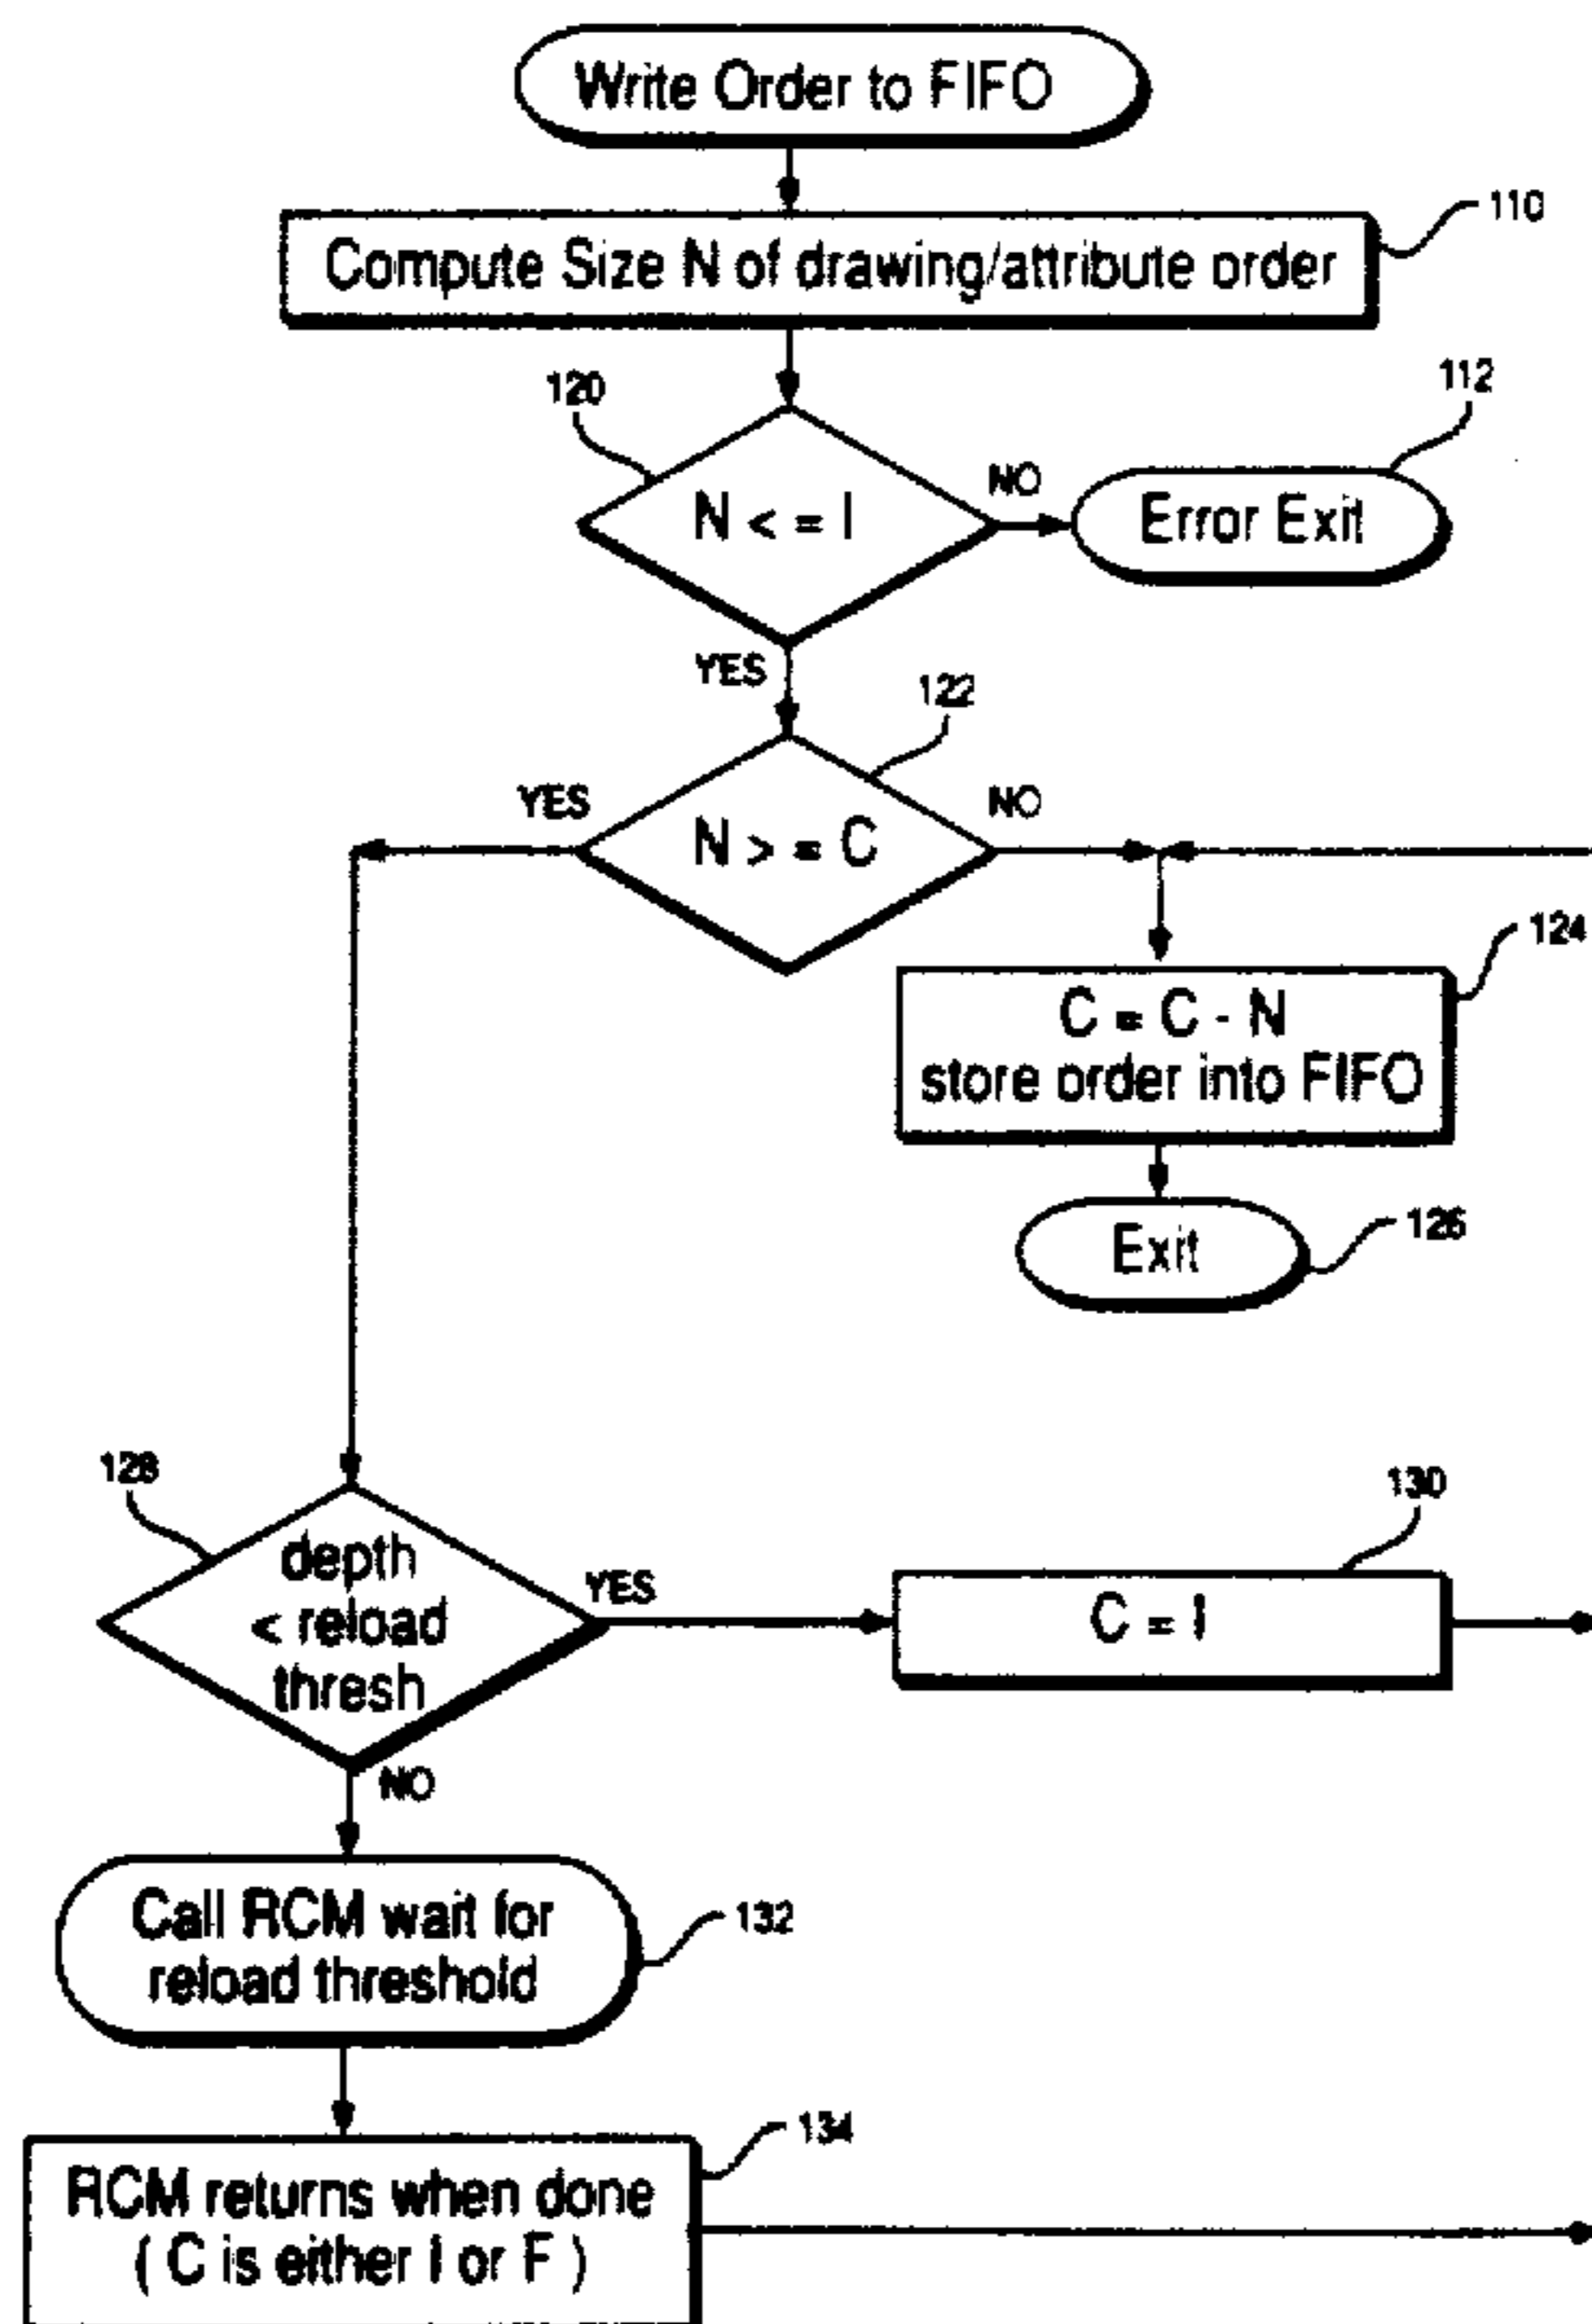 Write Order to FIFO
110
Compute Size N of drawing/attribute order
120
112
N < = I
NO
Error Exit
YES
122
YES
N > = C
NO
124
C = C - N
store order into FIFO
Exit
126
128
130
depth
< reload
thresh
YES
C = I
NO
Call RCM wait for
reload threshold
132
134
RCM returns when done
( C is either I or F )